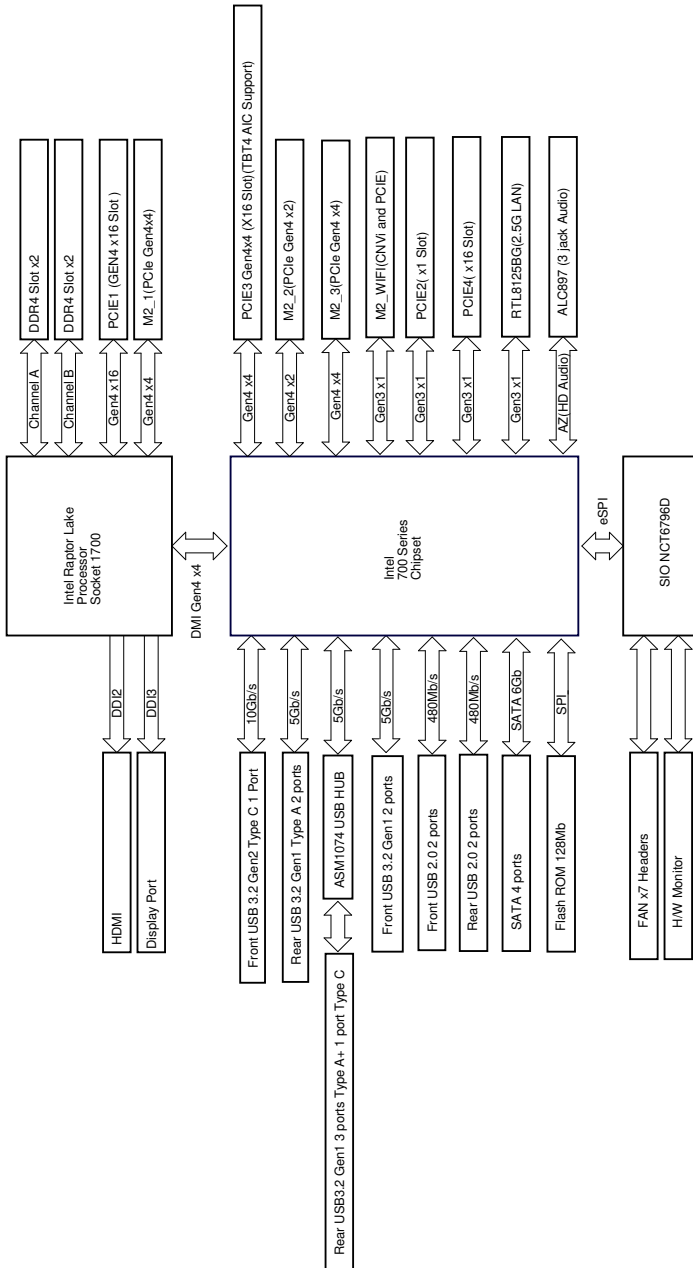 DDR4 Slot x2
Channel A
DDR4 Slot x2
Channel B
PCIE1 (GEN4 x16 Slot )
Gen4 x16
M2_1(PCIe Gen4x4)
Gen4 x4
Intel Raptor Lake
Processor
Socket 1700
DDI2
HDMI
DDI3
Display Port
DMI Gen4 x4
PCIE3 Gen4x4 (X16 Slot)(TBT4 AIC Support)
Gen4 x4
M2_2(PCIe Gen4 x2)
Gen4 x2
M2_3(PCIe Gen4 x4)
Gen4 x4
M2_WIFI(CNVi and PCIE)
Gen3 x1
PCIE2( x1 Slot)
Gen3 x1
PCIE4( x16 Slot)
Gen3 x1
RTL8125BG(2.5G LAN)
Gen3 x1
ALC897 (3 jack Audio)
AZ(HD Audio)
Intel
700 Series
Chipset
10Gb/s
Front USB 3.2 Gen2 Type C 1 Port
5Gb/s
Rear USB 3.2 Gen1 Type A 2 ports
5Gb/s
ASM1074 USB HUB
Rear USB3.2 Gen1 3 ports Type A+ 1 port Type C
5Gb/s
Front USB 3.2 Gen1 2 ports
480Mb/s
Front USB 2.0 2 ports
480Mb/s
Rear USB 2.0 2 ports
SATA 6Gb
SATA 4 ports
SPI_
Flash ROM 128Mb
eSPI
SIO NCT6796D
FAN x7 Headers
H/W Monitor